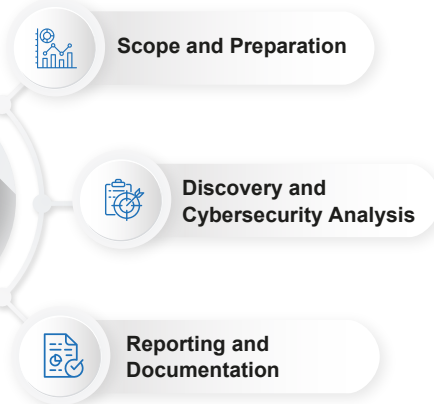 Scope and Preparation
Discovery and
Cybersecurity Analysis
Reporting and
Documentation